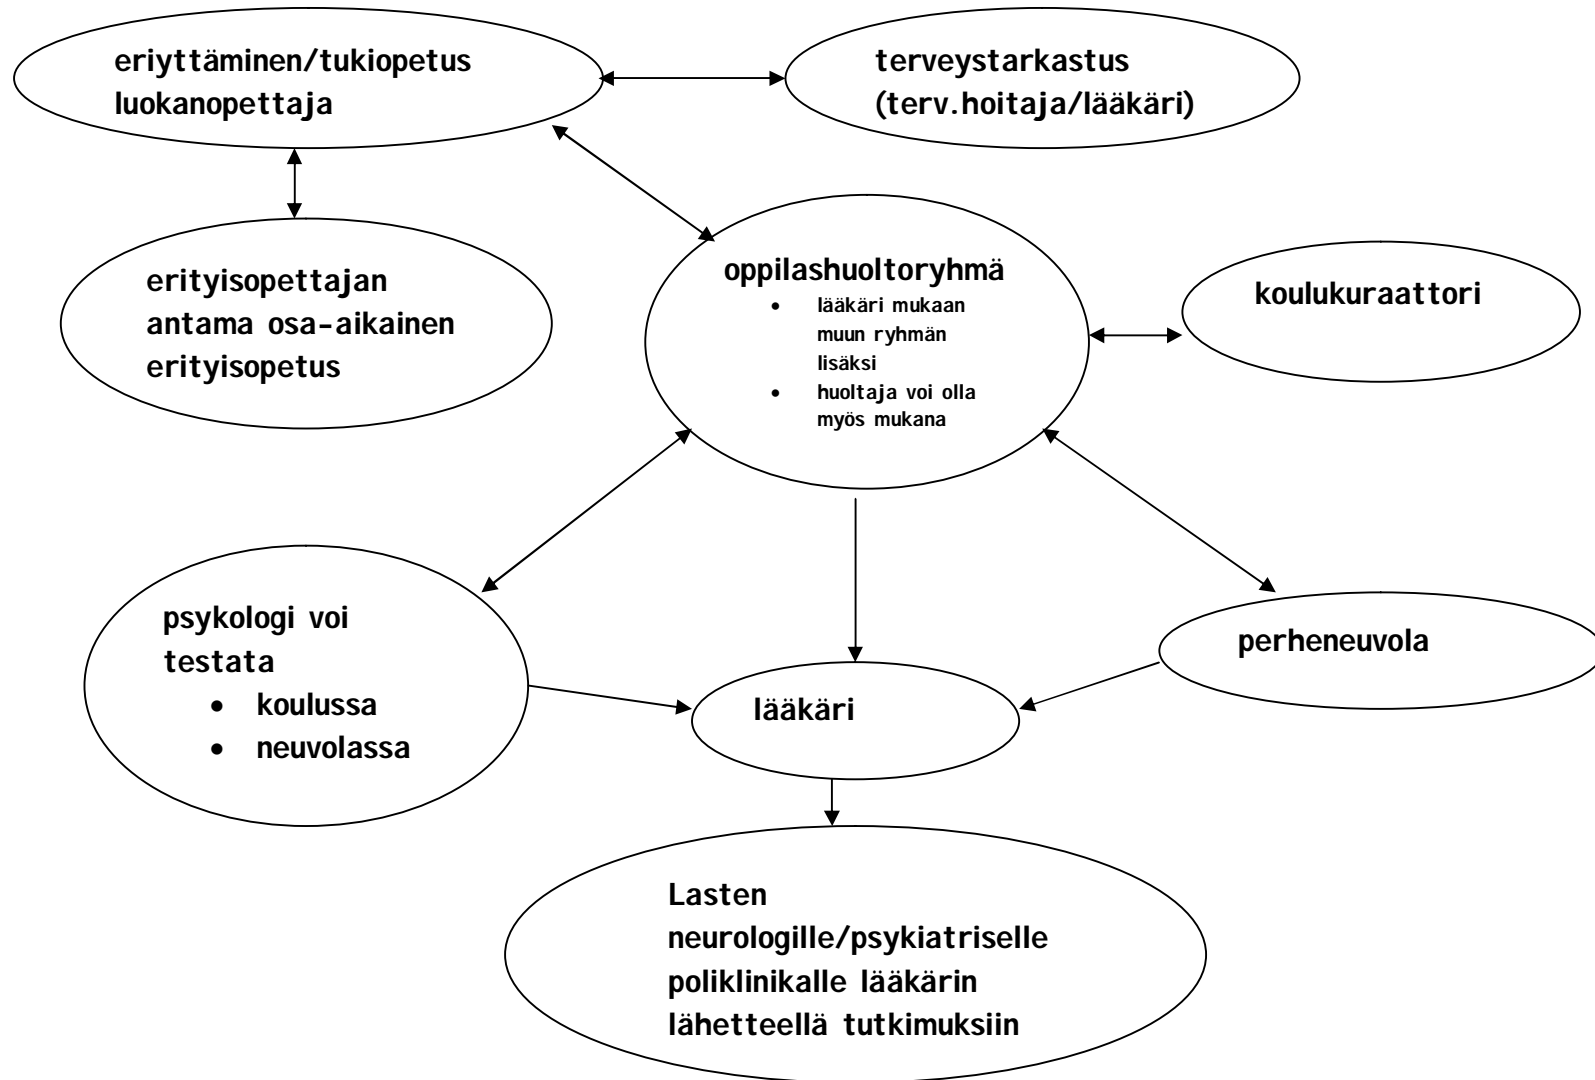 eriyttäminen/tukiopetus
luokanopettaja
terveystarkastus
(terv.hoitaja/lääkäri)
erityisopettajan
antama osa-aikainen
erityisopetus
oppilashuoltoryhmä
• lääkäri mukaan
muun ryhmän
lisäksi
• huoltaja voi olla
myös mukana
koulukuraattori
psykologi voi
testata
• koulussa
• neuvolassa
lääkäri
perheneuvola
Lasten
neurologille/psykiatriselle
poliklinikalle lääkärin
lähetteellä tutkimuksiin